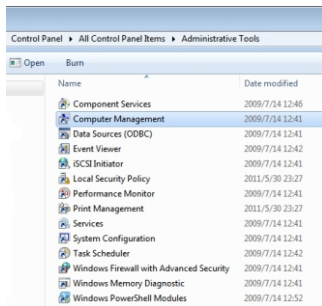 Control Panel ▸ All Control Panel Items ▸ Administrative Tools
Open Burn
Name Date modified
Component Services 2009/7/14 12:46
Computer Management 2009/7/14 12:41
Data Sources (ODBC) 2009/7/14 12:41
Event Viewer 2009/7/14 12:42
iSCSI Initiator 2009/7/14 12:41
Local Security Policy 2011/5/30 23:27
Performance Monitor 2009/7/14 12:41
Print Management 2011/5/30 23:27
Services 2009/7/14 12:41
System Configuration 2009/7/14 12:41
Task Scheduler 2009/7/14 12:42
Windows Firewall with Advanced Security 2009/7/14 12:41
Windows Memory Diagnostic 2009/7/14 12:41
Windows PowerShell Modules 2009/7/14 12:52